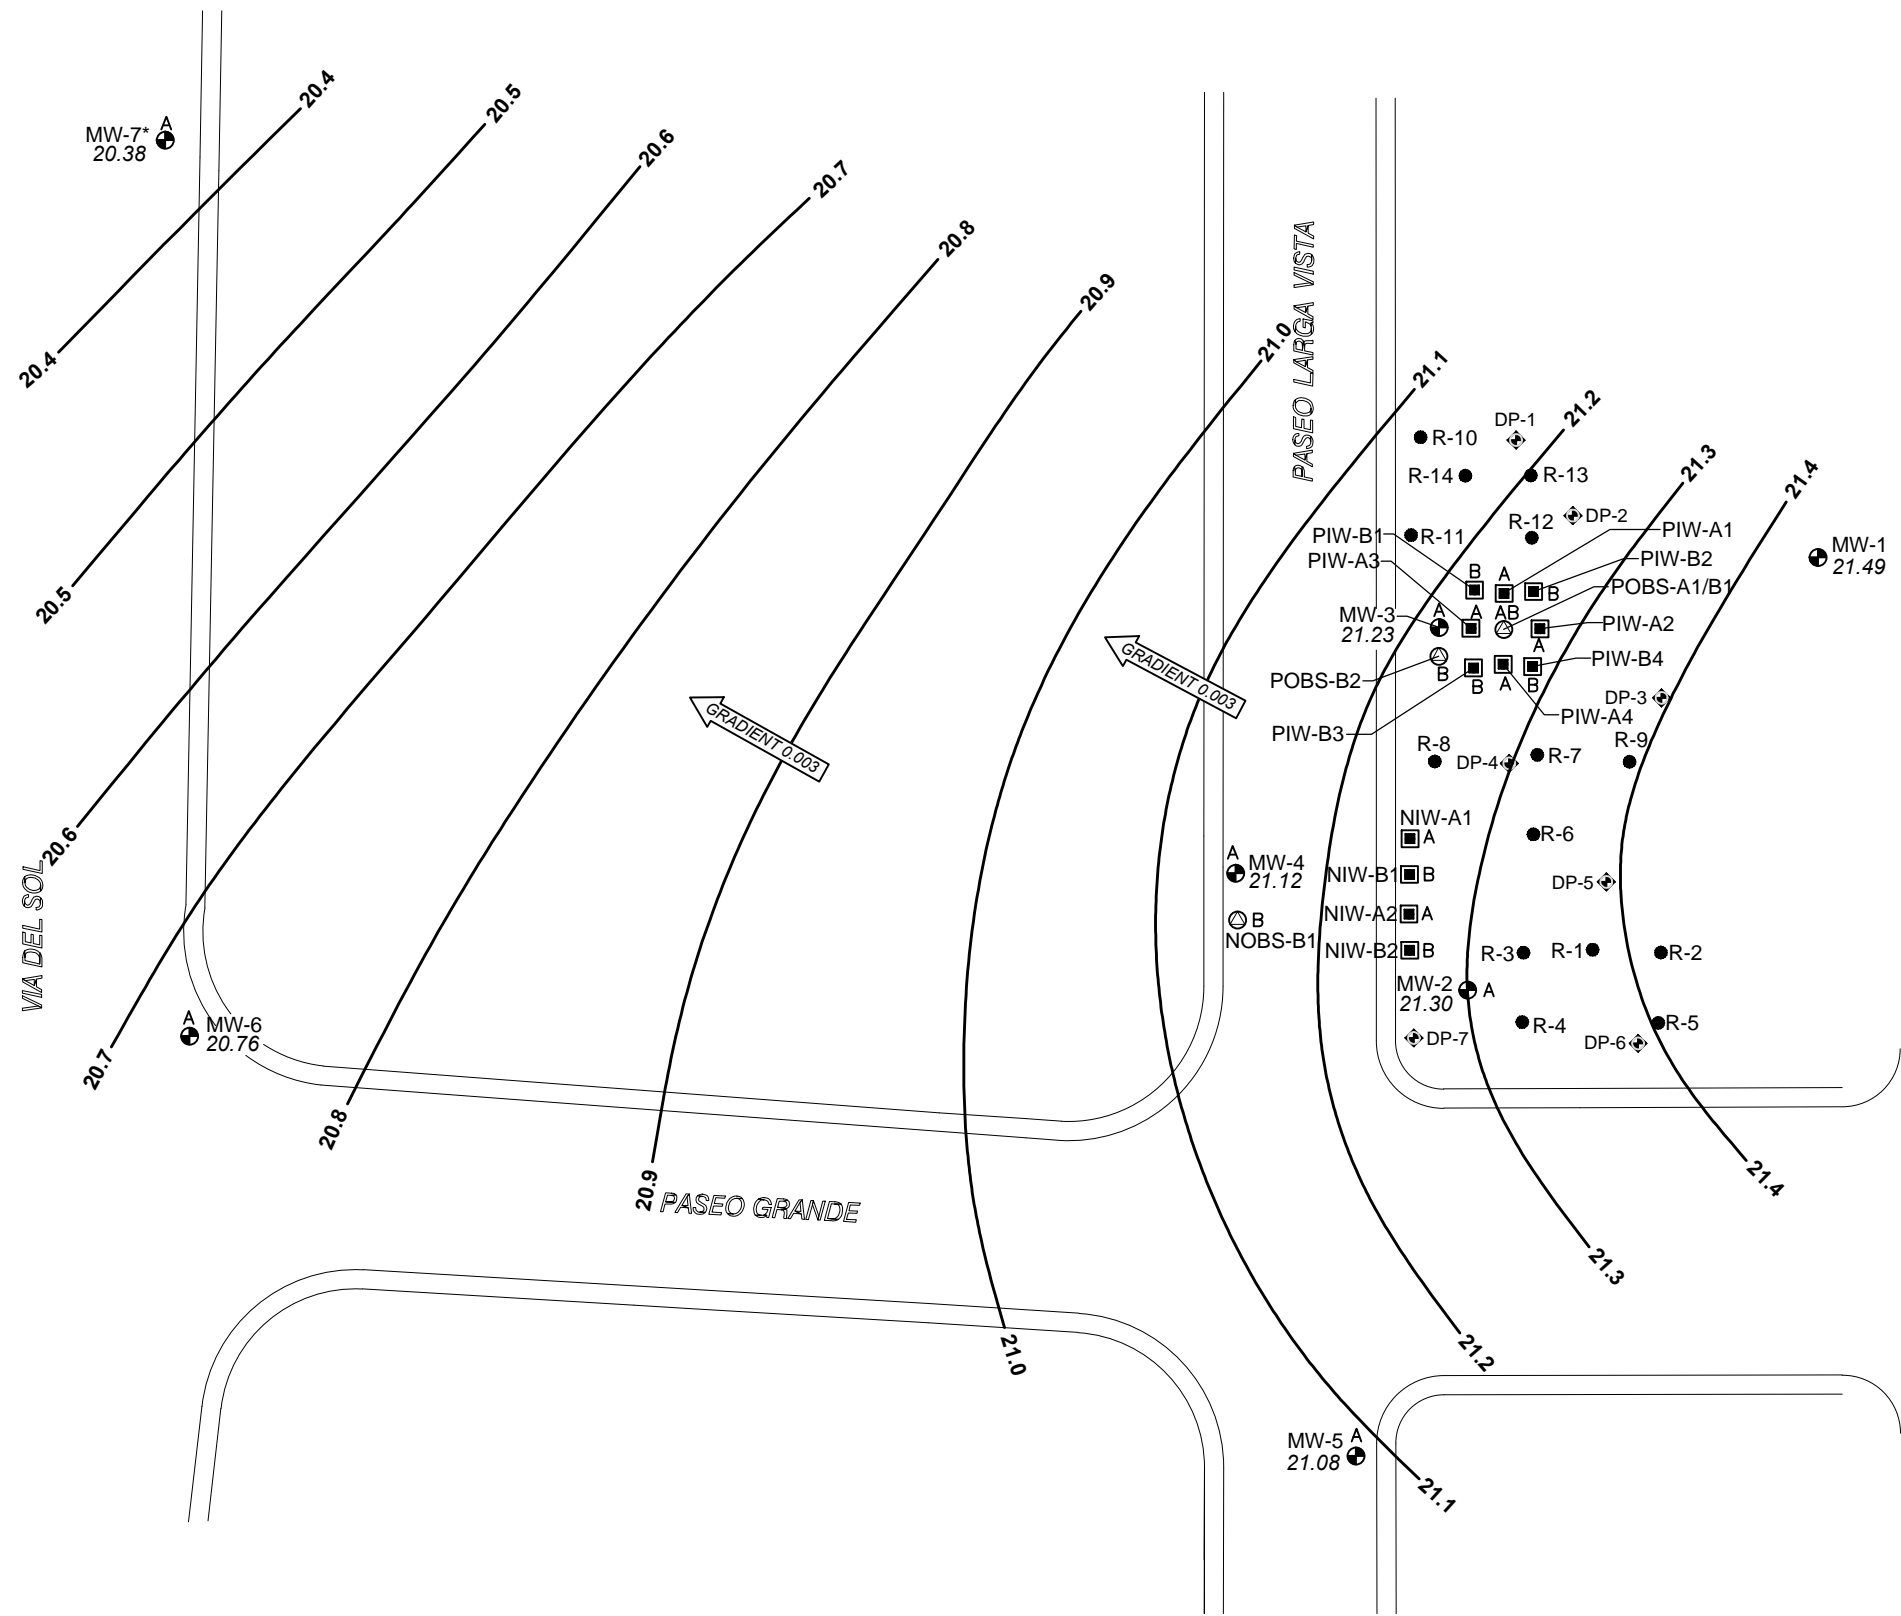 20.4
20.5
20.6
20.7
20.8
20.9
21.0
21.1
21.2
21.3
21.4
A
MW-7*
20.38
PASEO LARGA VISTA
20.4
20.5
20.6
20.7
20.8
20.9
21.0
21.1
21.2
21.3
21.4
VIA DEL SOL
PASEO GRANDE
GRADIENT 0.003
GRADIENT 0.003
R-10
DP-1
R-14
R-13
R-12
DP-2
R-11
PIW-B1
PIW-A1
PIW-A3
PIW-B2
MW-1
21.49
B
A
B
POBS-A1/B1
MW-3
21.23
A
A
AB
PIW-A2
A
PIW-B4
POBS-B2
B
B
A
B
DP-3
PIW-A4
PIW-B3
R-8
DP-4
R-7
R-9
NIW-A1
A
R-6
A
MW-4
21.12
NIW-B1
B
DP-5
NIW-A2
A
B
NOBS-B1
NIW-B2
B
R-3
R-1
R-2
MW-2
21.30
A
R-4
R-5
DP-7
DP-6
A
MW-6
20.76
MW-5
A
21.08